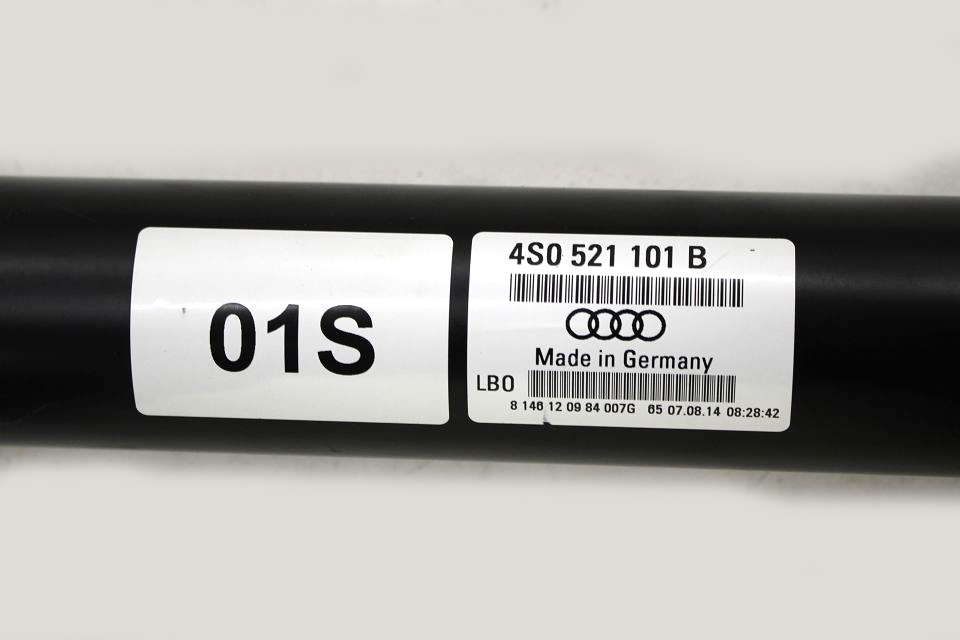 01S
4S0 521 101 B
Made in Germany
LBO
8 146 12 09 84 007G 65 07.08.14 08:28:42